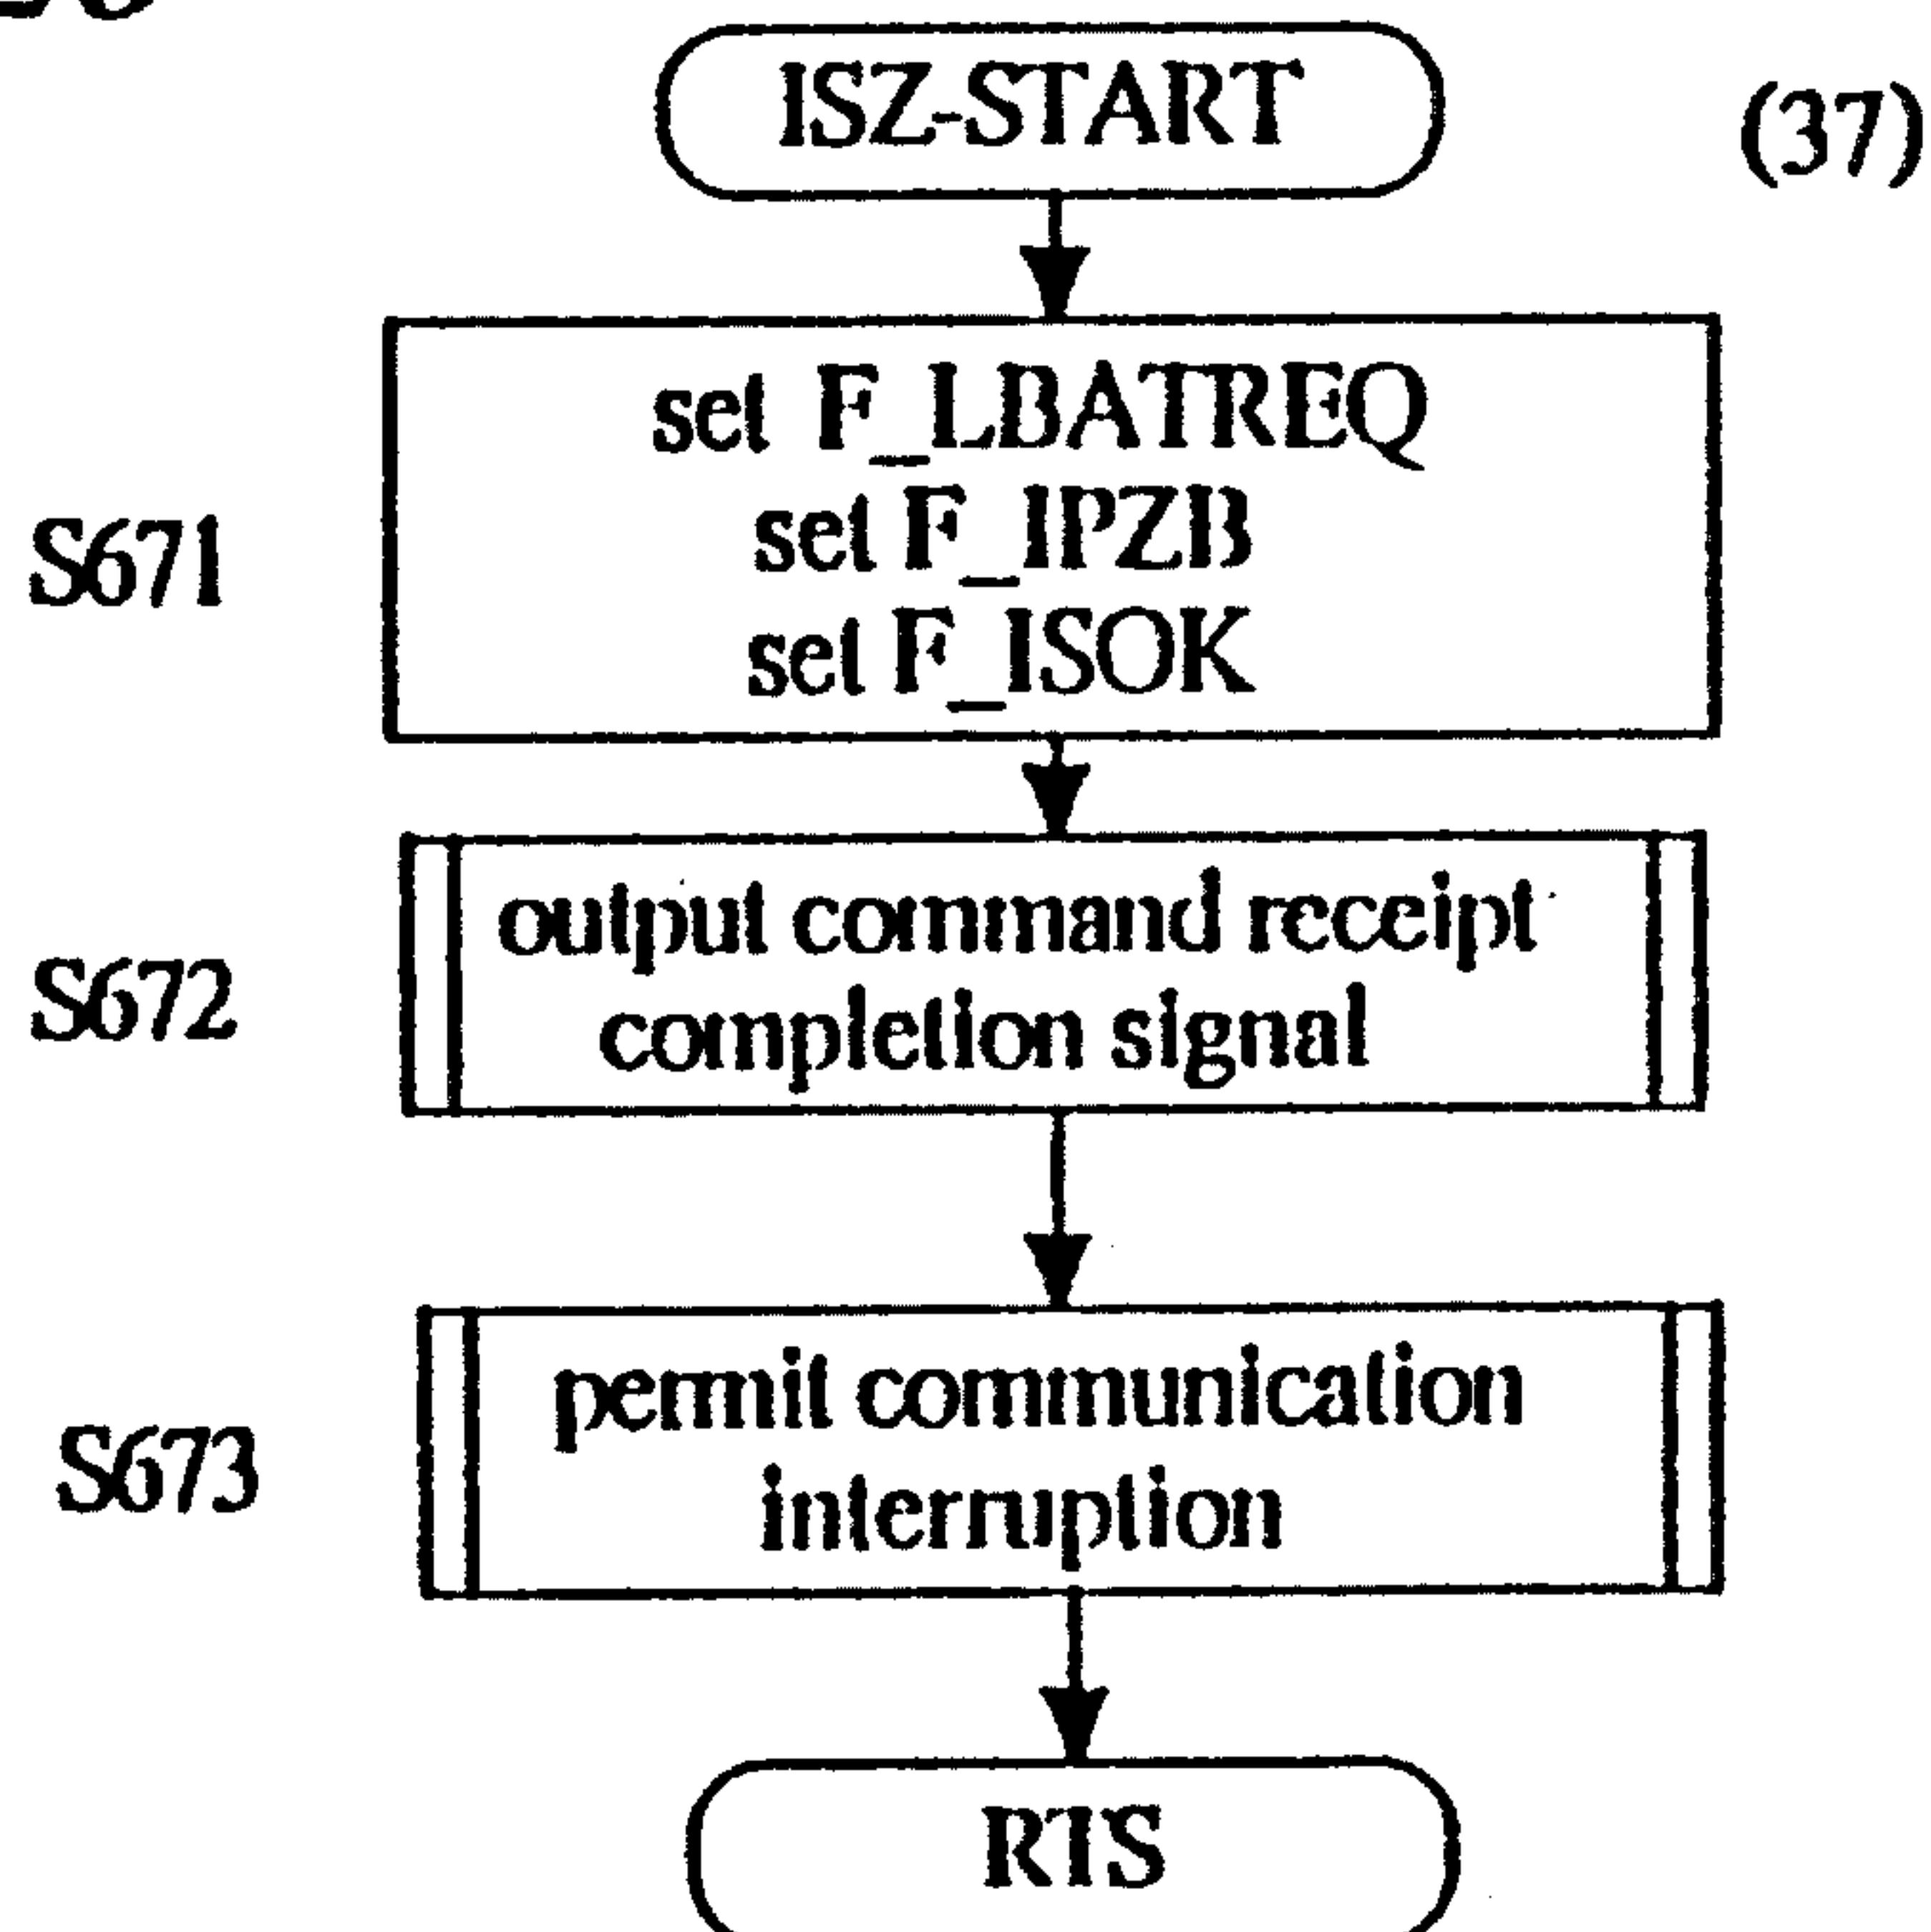 ISZ-START
(37)
set F_LBATREQ
set F_IPZB
set F_ISOK
S671
output command receipt
completion signal
S672
permit communication
interruption
S673
RTS